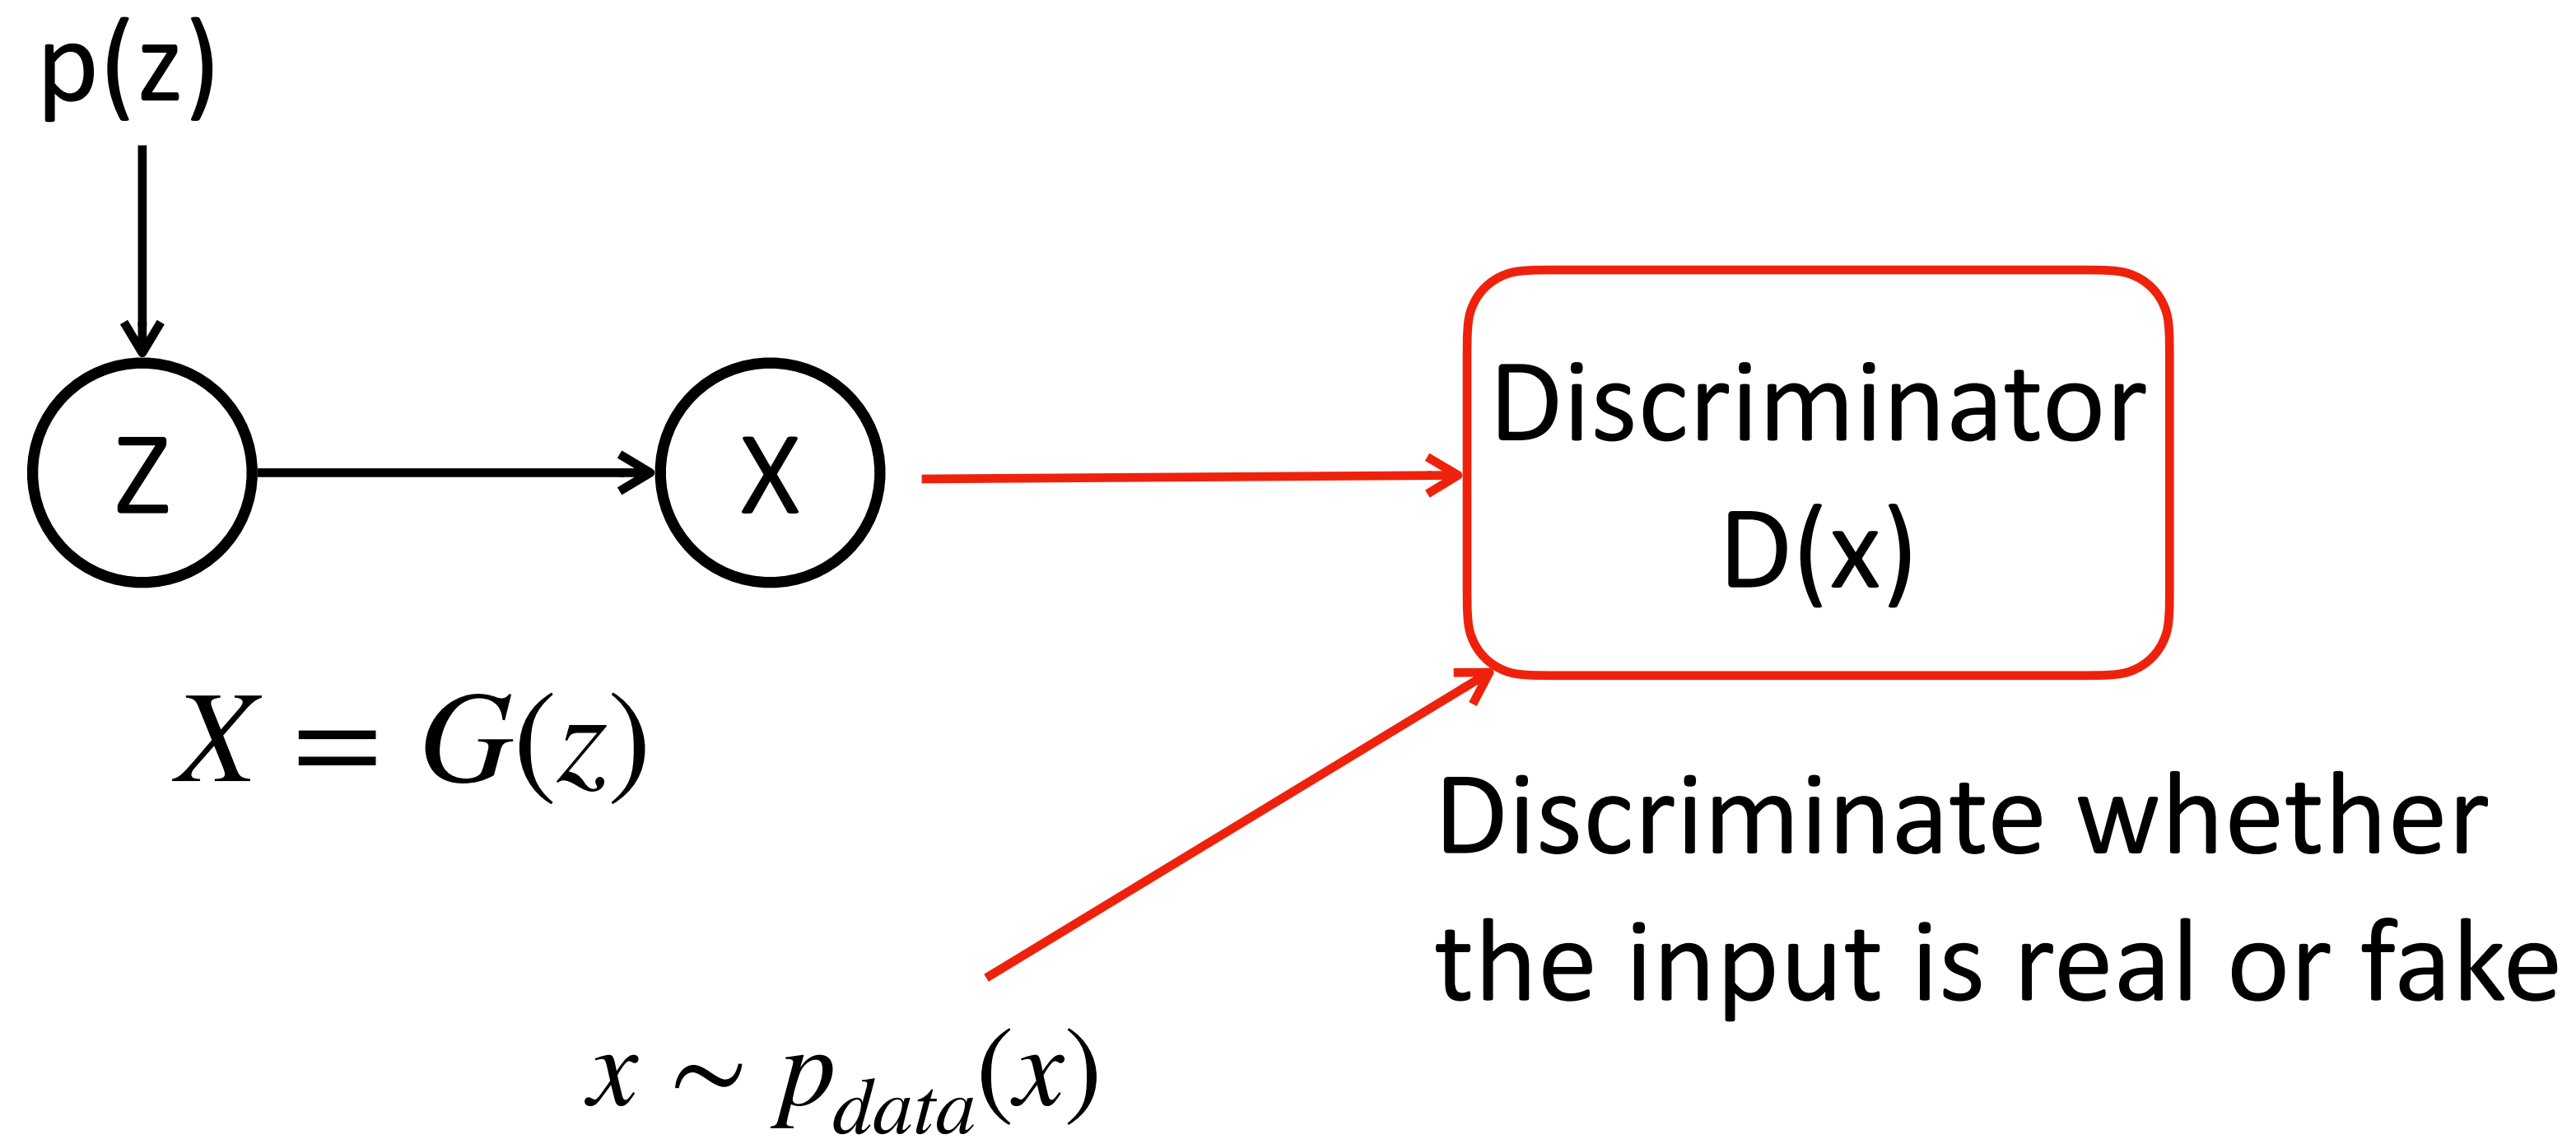 p(z)
Z
X
Discriminator
D(x)
X = G(z)
Discriminate whether
the input is real or fake
x ~ p_data(x)